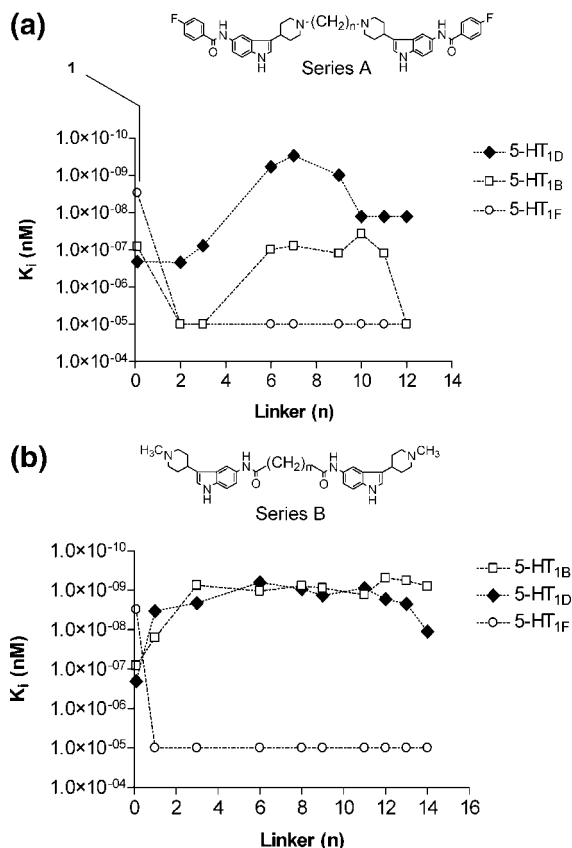 (a)
F
O
N
H
N
H
N
(CH2)n
N
N
H
H
N
O
F
Series A
1
1.0×10-10
1.0×10-09
1.0×10-08
1.0×10-07
1.0×10-06
1.0×10-05
1.0×10-04
Ki (nM)
0 2 4 6 8 10 12 14
Linker (n)
5-HT1D
5-HT1B
5-HT1F
(b)
H3C
N
N
H
H
N
O
(CH2)n
O
H
N
N
H
N
CH3
Series B
1.0×10-10
1.0×10-09
1.0×10-08
1.0×10-07
1.0×10-06
1.0×10-05
1.0×10-04
Ki (nM)
0 2 4 6 8 10 12 14 16
Linker (n)
5-HT1B
5-HT1D
5-HT1F